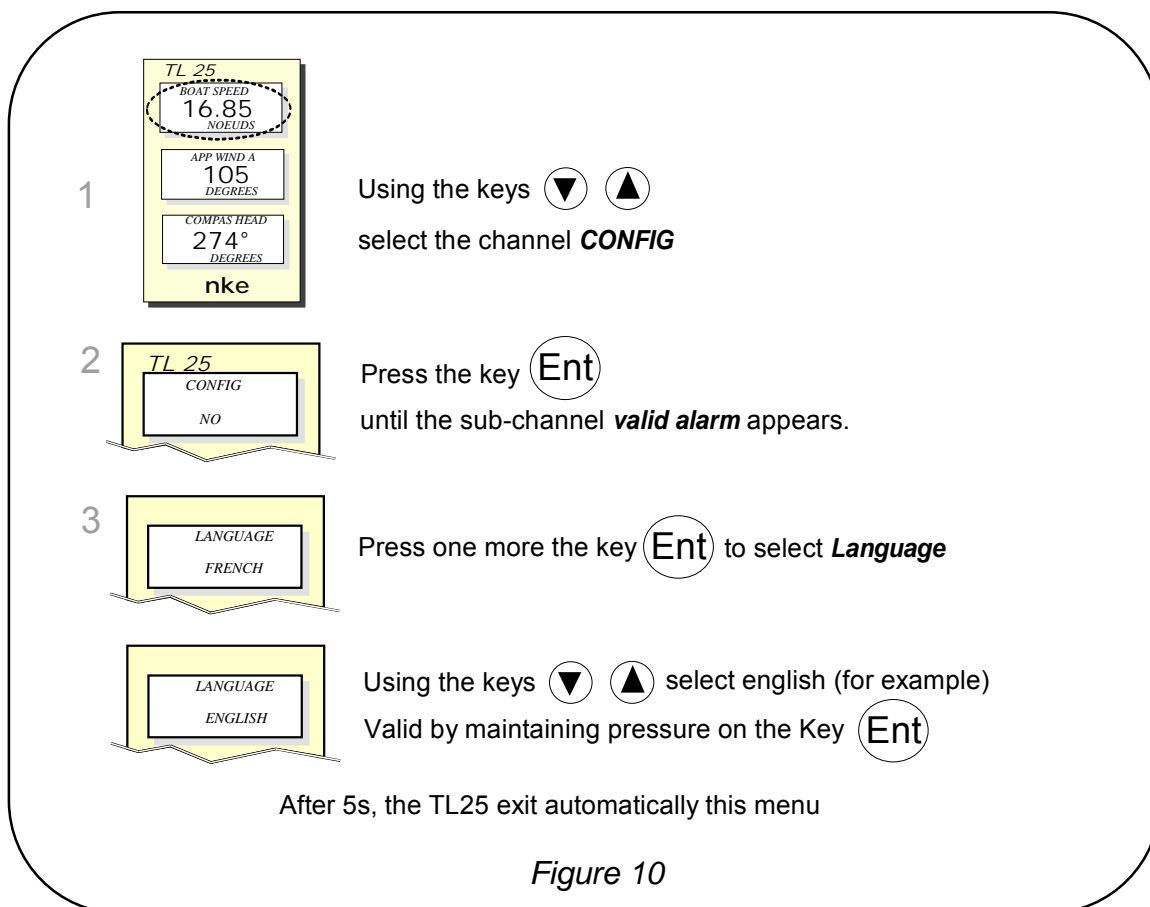 TL 25
BOAT SPEED
16.85
NOEUDS
APP WIND A
105
DEGREES
COMPAS HEAD
274°
DEGREES
nke
1
Using the keys ▼ ▲
select the channel CONFIG
2
TL 25
CONFIG
NO
Press the key Ent
until the sub-channel valid alarm appears.
3
LANGUAGE
FRENCH
Press one more the key Ent to select Language
LANGUAGE
ENGLISH
Using the keys ▼ ▲ select english (for example)
Valid by maintaining pressure on the Key Ent
After 5s, the TL25 exit automatically this menu
Figure 10